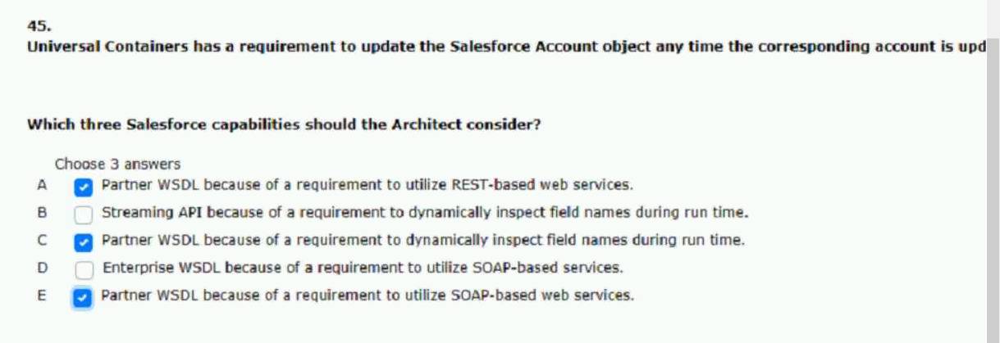 45.
Universal Containers has a requirement to update the Salesforce Account object any time the corresponding account is upd
Which three Salesforce capabilities should the Architect consider?
Choose 3 answers
A Partner WSDL because of a requirement to utilize REST-based web services.
B Streaming API because of a requirement to dynamically inspect field names during run time.
C Partner WSDL because of a requirement to dynamically inspect field names during run time.
D Enterprise WSDL because of a requirement to utilize SOAP-based services.
E Partner WSDL because of a requirement to utilize SOAP-based web services.